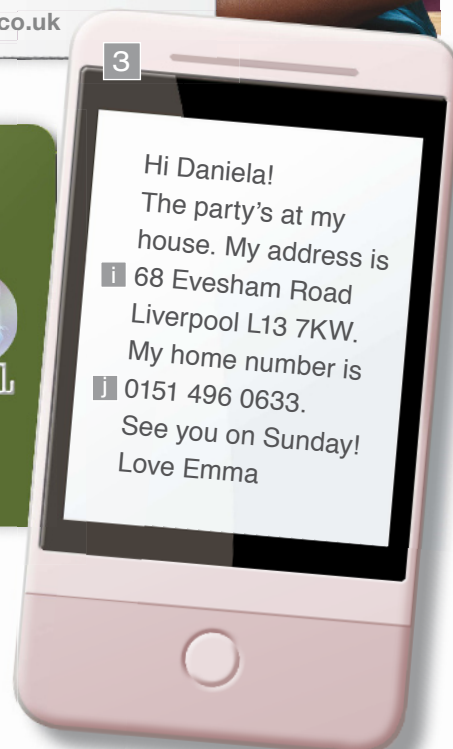 co.uk
3
Hi Daniela!
The party's at my
house. My address is
i 68 Evesham Road
Liverpool L13 7KW.
My home number is
j 0151 496 0633.
See you on Sunday!
Love Emma